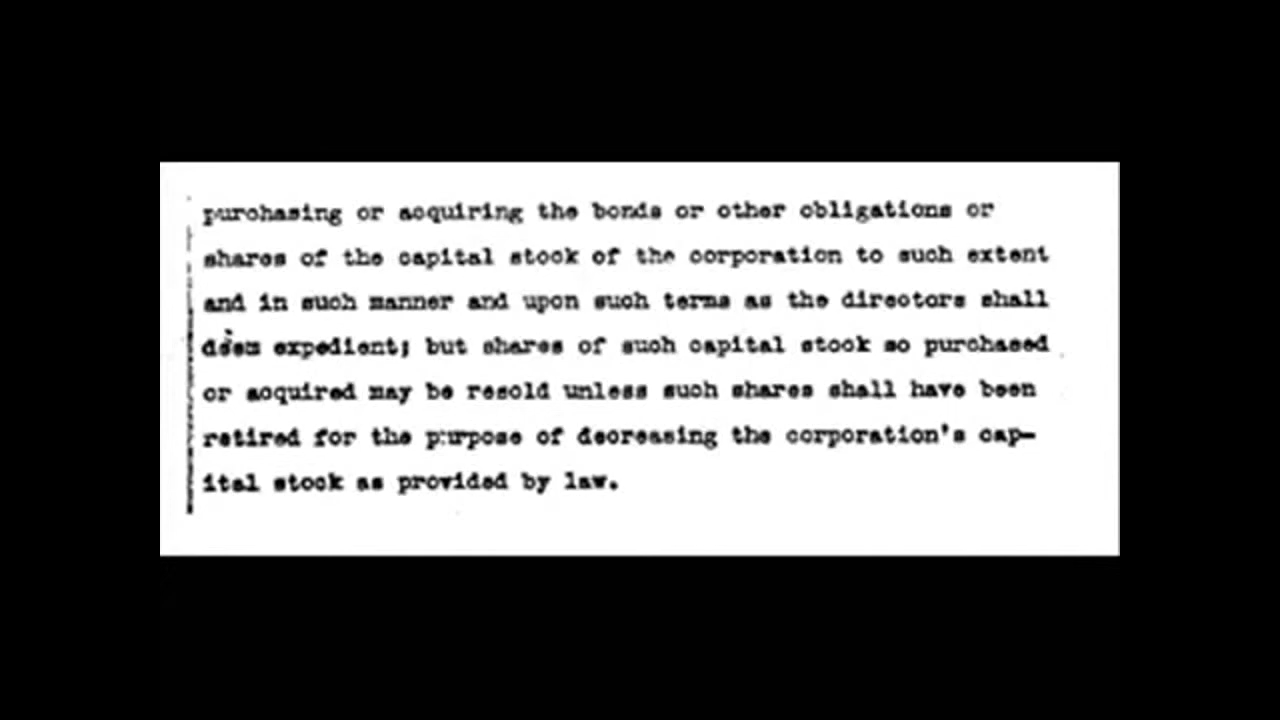 purchasing or acquiring the bonds or other obligations or
shares of the capital stock of the corporation to such extent
and in such manner and upon such terms as the directors shall
deem expedient; but shares of such capital stock so purchased
or acquired may be resold unless such shares shall have been
retired for the purpose of decreasing the corporation's cap-
ital stock as provided by law.